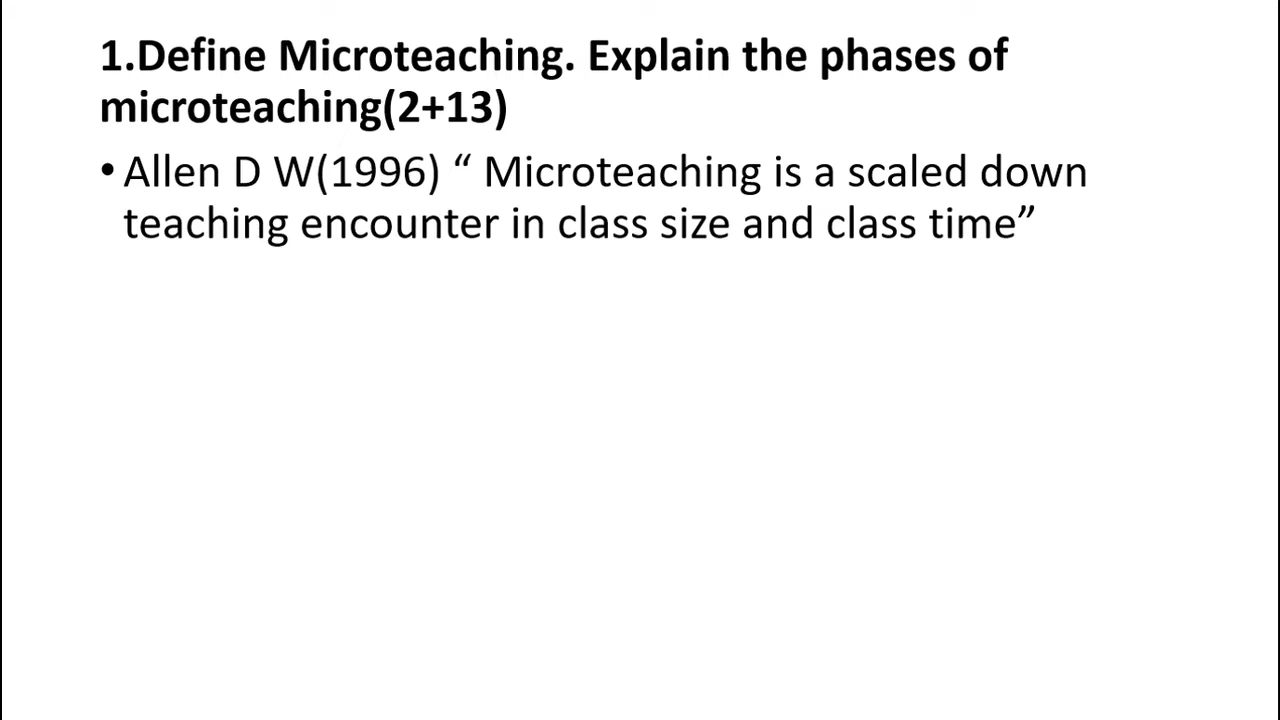 1.Define Microteaching. Explain the phases of
microteaching(2+13)
• Allen D W(1996) “ Microteaching is a scaled down
teaching encounter in class size and class time”